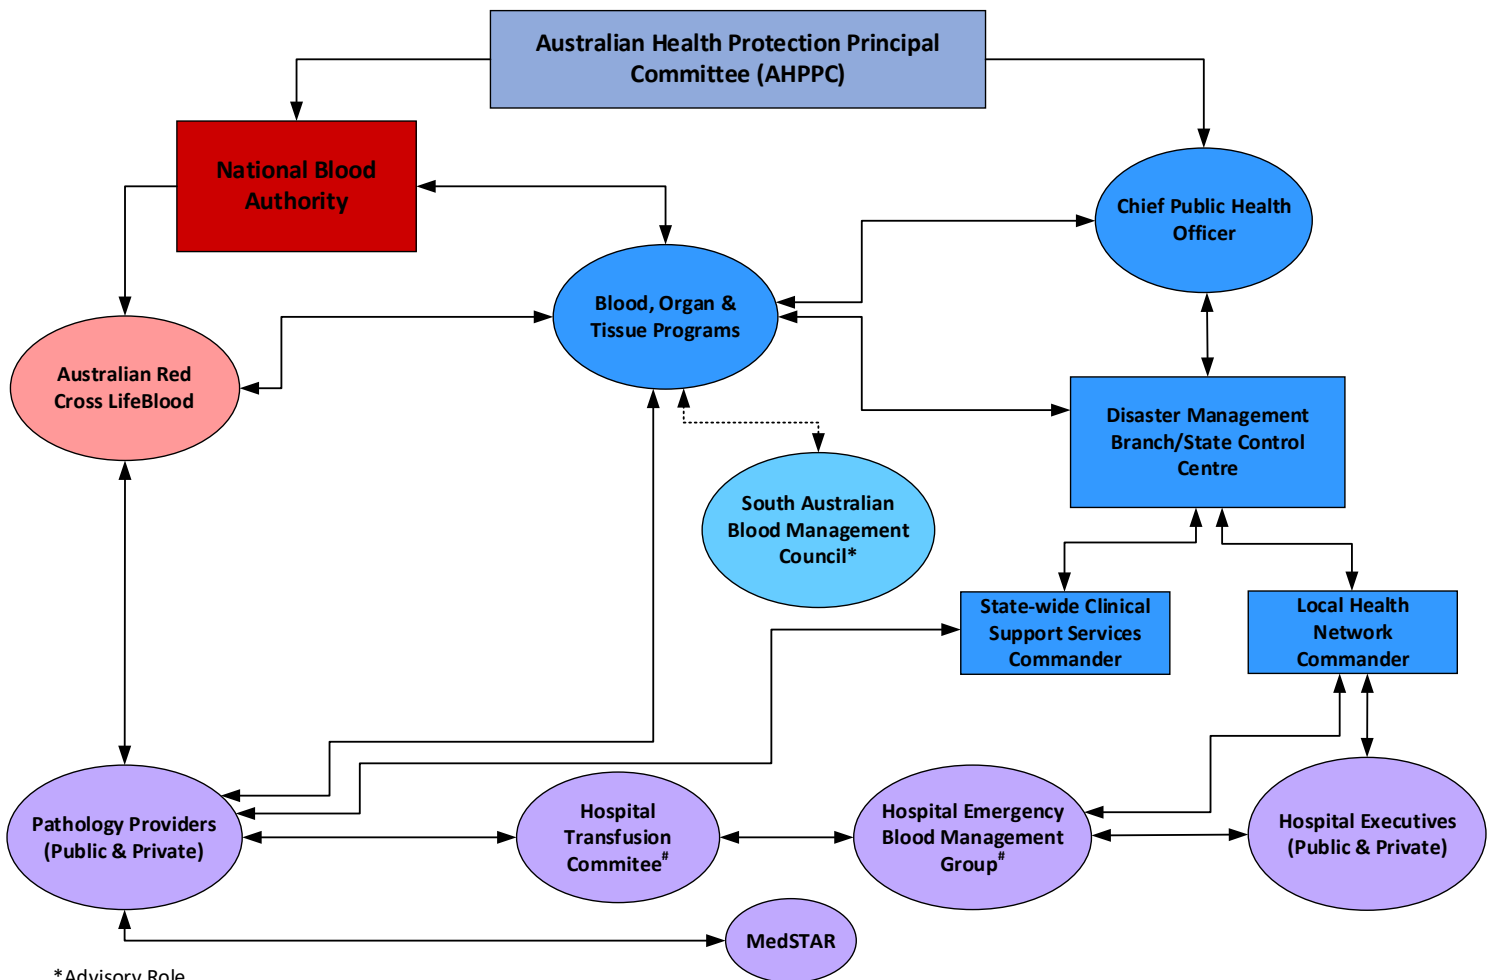 Australian Health Protection Principal
Committee (AHPPC)
National Blood
Authority
Chief Public Health
Officer
Blood, Organ &
Tissue Programs
Australian Red
Cross LifeBlood
Disaster Management
Branch/State Control
Centre
South Australian
Blood Management
Council*
State-wide Clinical
Support Services
Commander
Local Health
Network
Commander
Pathology Providers
(Public & Private)
Hospital
Transfusion
Commitee#
Hospital Emergency
Blood Management
Group#
Hospital Executives
(Public & Private)
MedSTAR
*Advisory Role